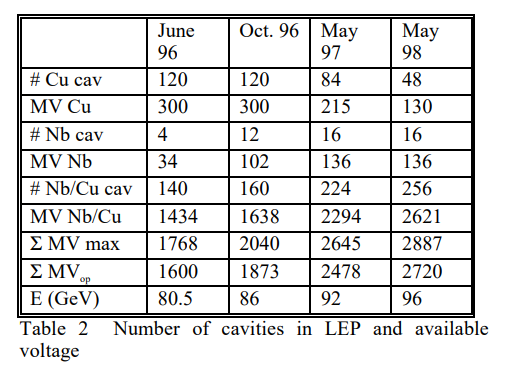 June 96 Oct. 96 May 97 May 98
# Cu cav 120 120 84 48
MV Cu 300 300 215 130
# Nb cav 4 12 16 16
MV Nb 34 102 136 136
# Nb/Cu cav 140 160 224 256
MV Nb/Cu 1434 1638 2294 2621
Σ MV max 1768 2040 2645 2887
Σ MVop 1600 1873 2478 2720
E (GeV) 80.5 86 92 96
Table 2 Number of cavities in LEP and available
voltage